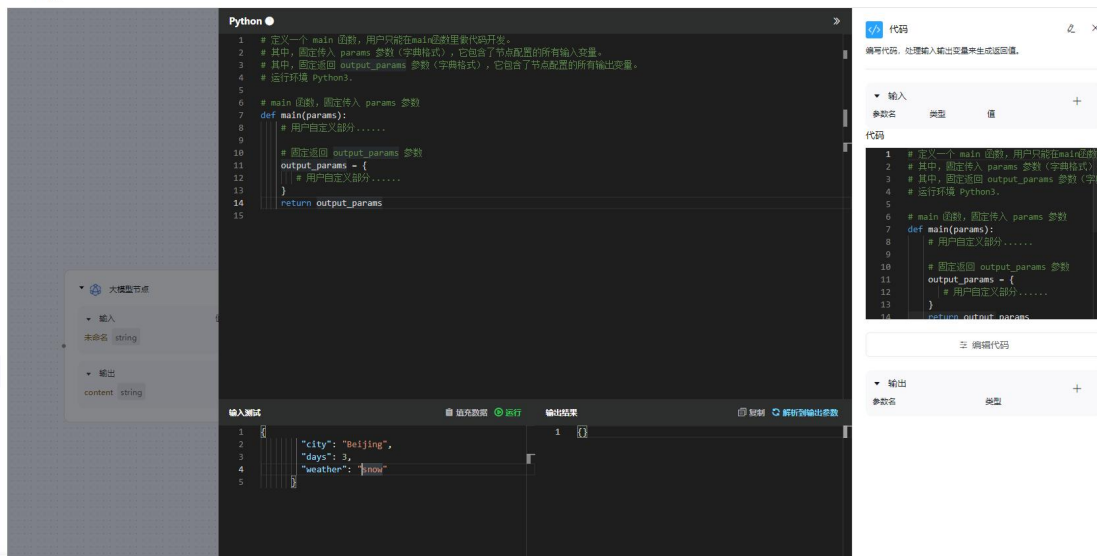 Python
1 # 定义一个 main 函数，用户只能在main函数里做代码开发。
2 # 其中，固定传入 params 参数（字典格式），它包含了节点配置的所有输入变量。
3 # 其中，固定返回 output_params 参数（字典格式），它包含了节点配置的所有输出变量。
4 # 运行环境 Python3.
5
6 # main 函数，固定传入 params 参数
7 def main(params):
8 # 用户自定义部分......
9
10 # 固定返回 output_params 参数
11 output_params = {
12 # 用户自定义部分......
13 }
14 return output_params
15
大模型节点
输入
未命名 string
输出
content string
输入测试 填充数据 运行
1 {
2 "city": "Beijing",
3 "days": 3,
4 "weather": "snow"
5 }
输出结果 复制 解析到输出参数
1 {}
代码
编写代码，处理输入输出变量来生成返回值。
输入
参数名 类型 值
代码
1 # 定义一个 main 函数，用户只能在main函数
2 # 其中，固定传入 params 参数（字典格式）
3 # 其中，固定返回 output_params 参数（字
4 # 运行环境 Python3.
5
6 # main 函数，固定传入 params 参数
7 def main(params):
8 # 用户自定义部分......
9
10 # 固定返回 output_params 参数
11 output_params = {
12 # 用户自定义部分......
13 }
14 return output_params
编辑代码
输出
参数名 类型